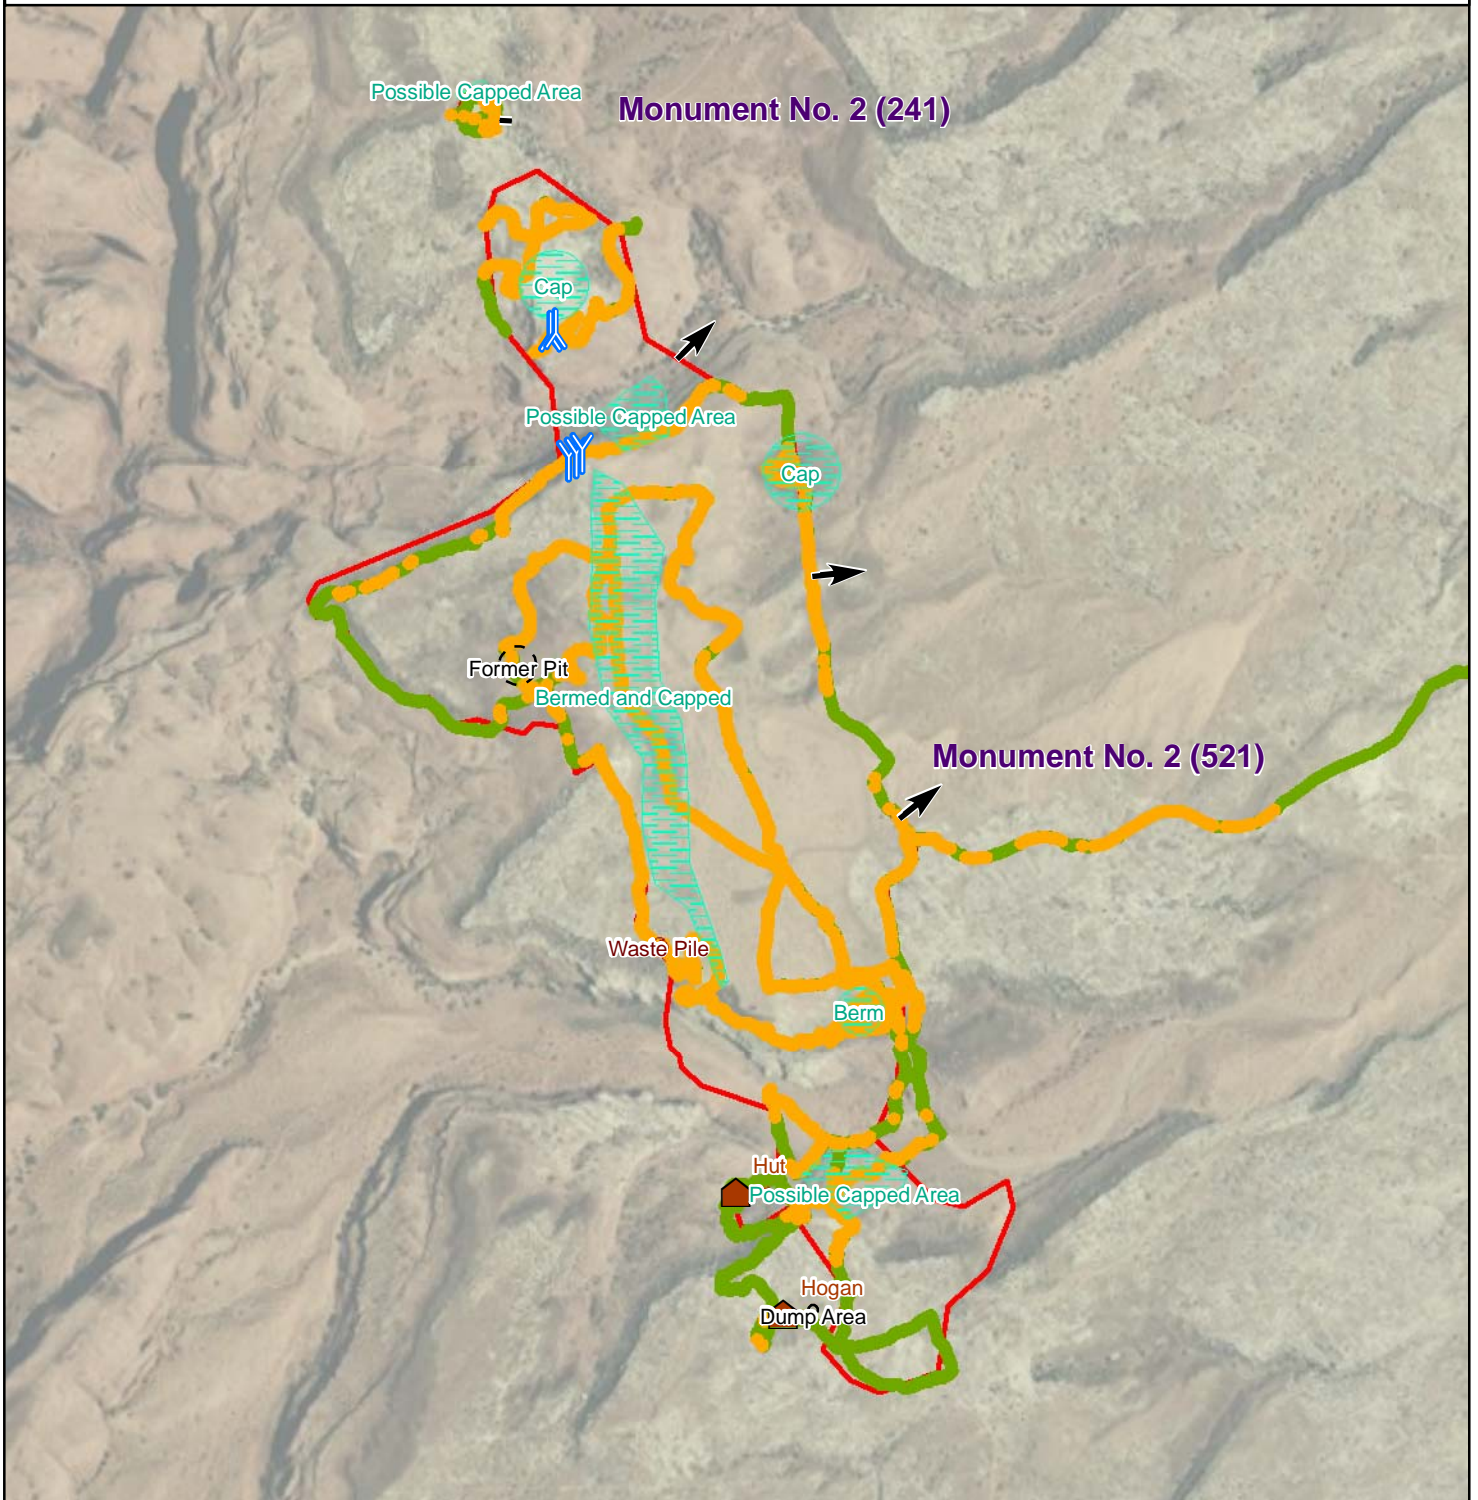 Possible Capped Area
Monument No. 2 (241)
Cap
Possible Capped Area
Cap
Former Pit
Bermed and Capped
Monument No. 2 (521)
Waste Pile
Berm
Hut
Possible Capped Area
Hogan
Dump Area